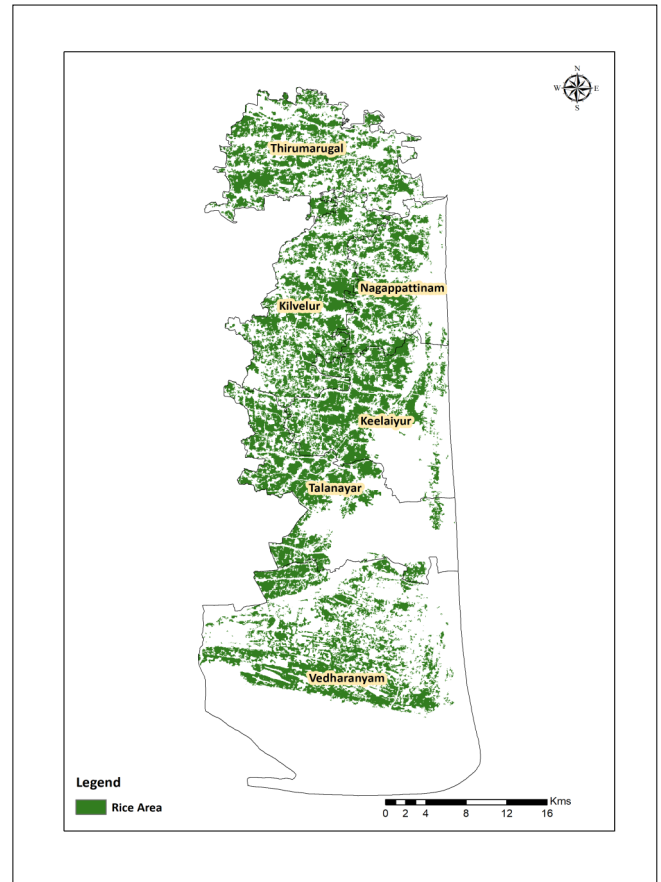 N
W E
S
Thirumarugal
Nagappattinam
Kilvelur
Keelaiyur
Talanayar
Vedharanyam
Legend
Rice Area
Kms
0 2 4 8 12 16